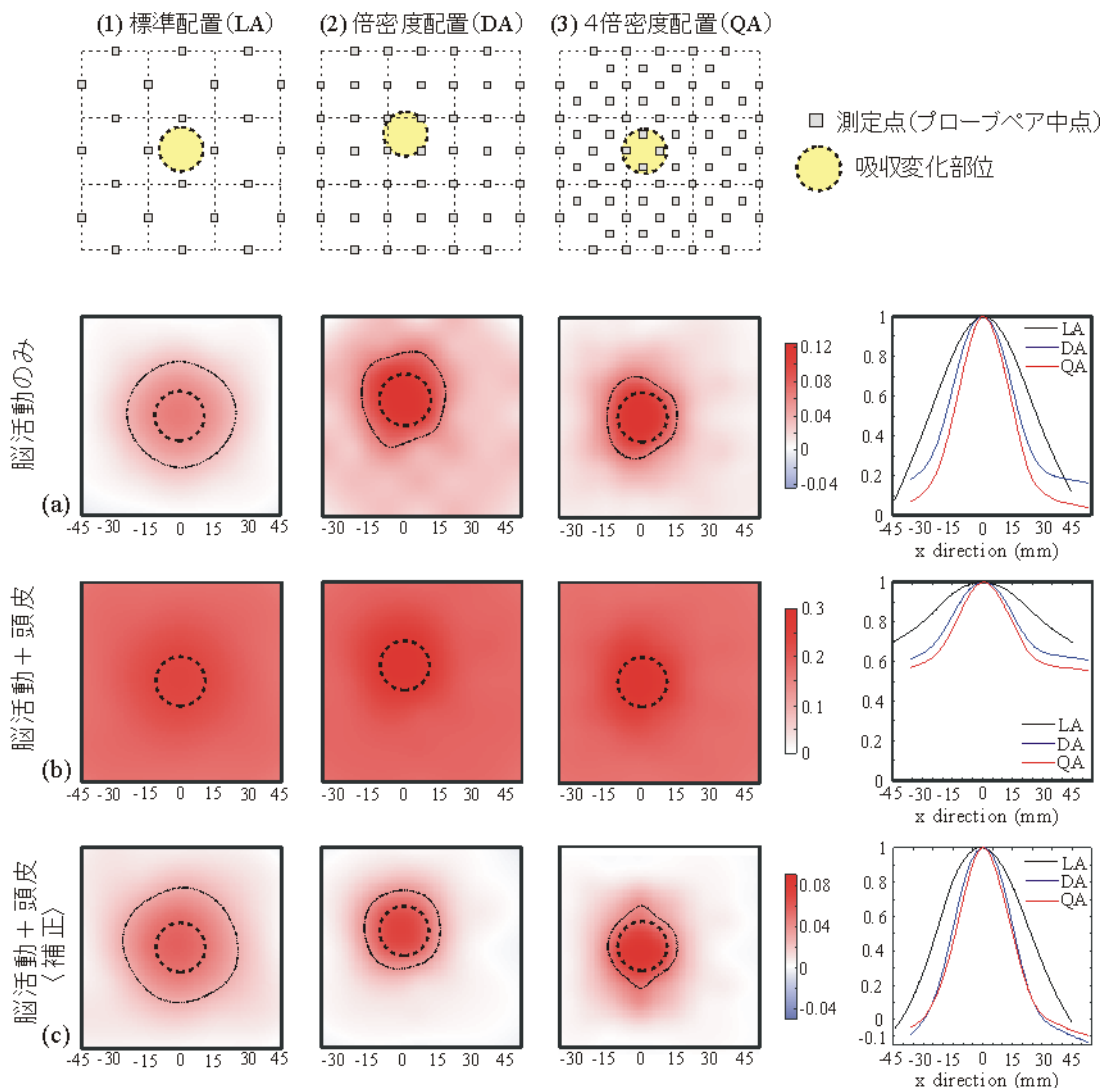 (1) 標準配置(LA)
(2) 倍密度配置(DA)
(3) 4倍密度配置(QA)
測定点(プローブペア中点)
吸収変化部位
脳活動のみ
(a)
-45 -30 -15 0 15 30 45
-30 -15 0 15 30 45
-30 -15 0 15 30 45
0.12
0.08
0.04
0
-0.04
1
0.8
0.6
0.4
0.2
0
LA
DA
QA
-45 -30 -15 0 15 30 45
x direction (mm)
脳活動+頭皮
(b)
-45 -30 -15 0 15 30 45
-30 -15 0 15 30 45
-30 -15 0 15 30 45
0.3
0.2
0.1
0
1
0.8
0.6
0.4
0.2
0
LA
DA
QA
-45 -30 -15 0 15 30 45
x direction (mm)
脳活動+頭皮
〈補正〉
(c)
-45 -30 -15 0 15 30 45
-30 -15 0 15 30 45
-30 -15 0 15 30 45
0.08
0.04
0
-0.04
1
0.8
0.6
0.4
0.2
0
-0.1
LA
DA
QA
-45 -30 -15 0 15 30 45
x direction (mm)